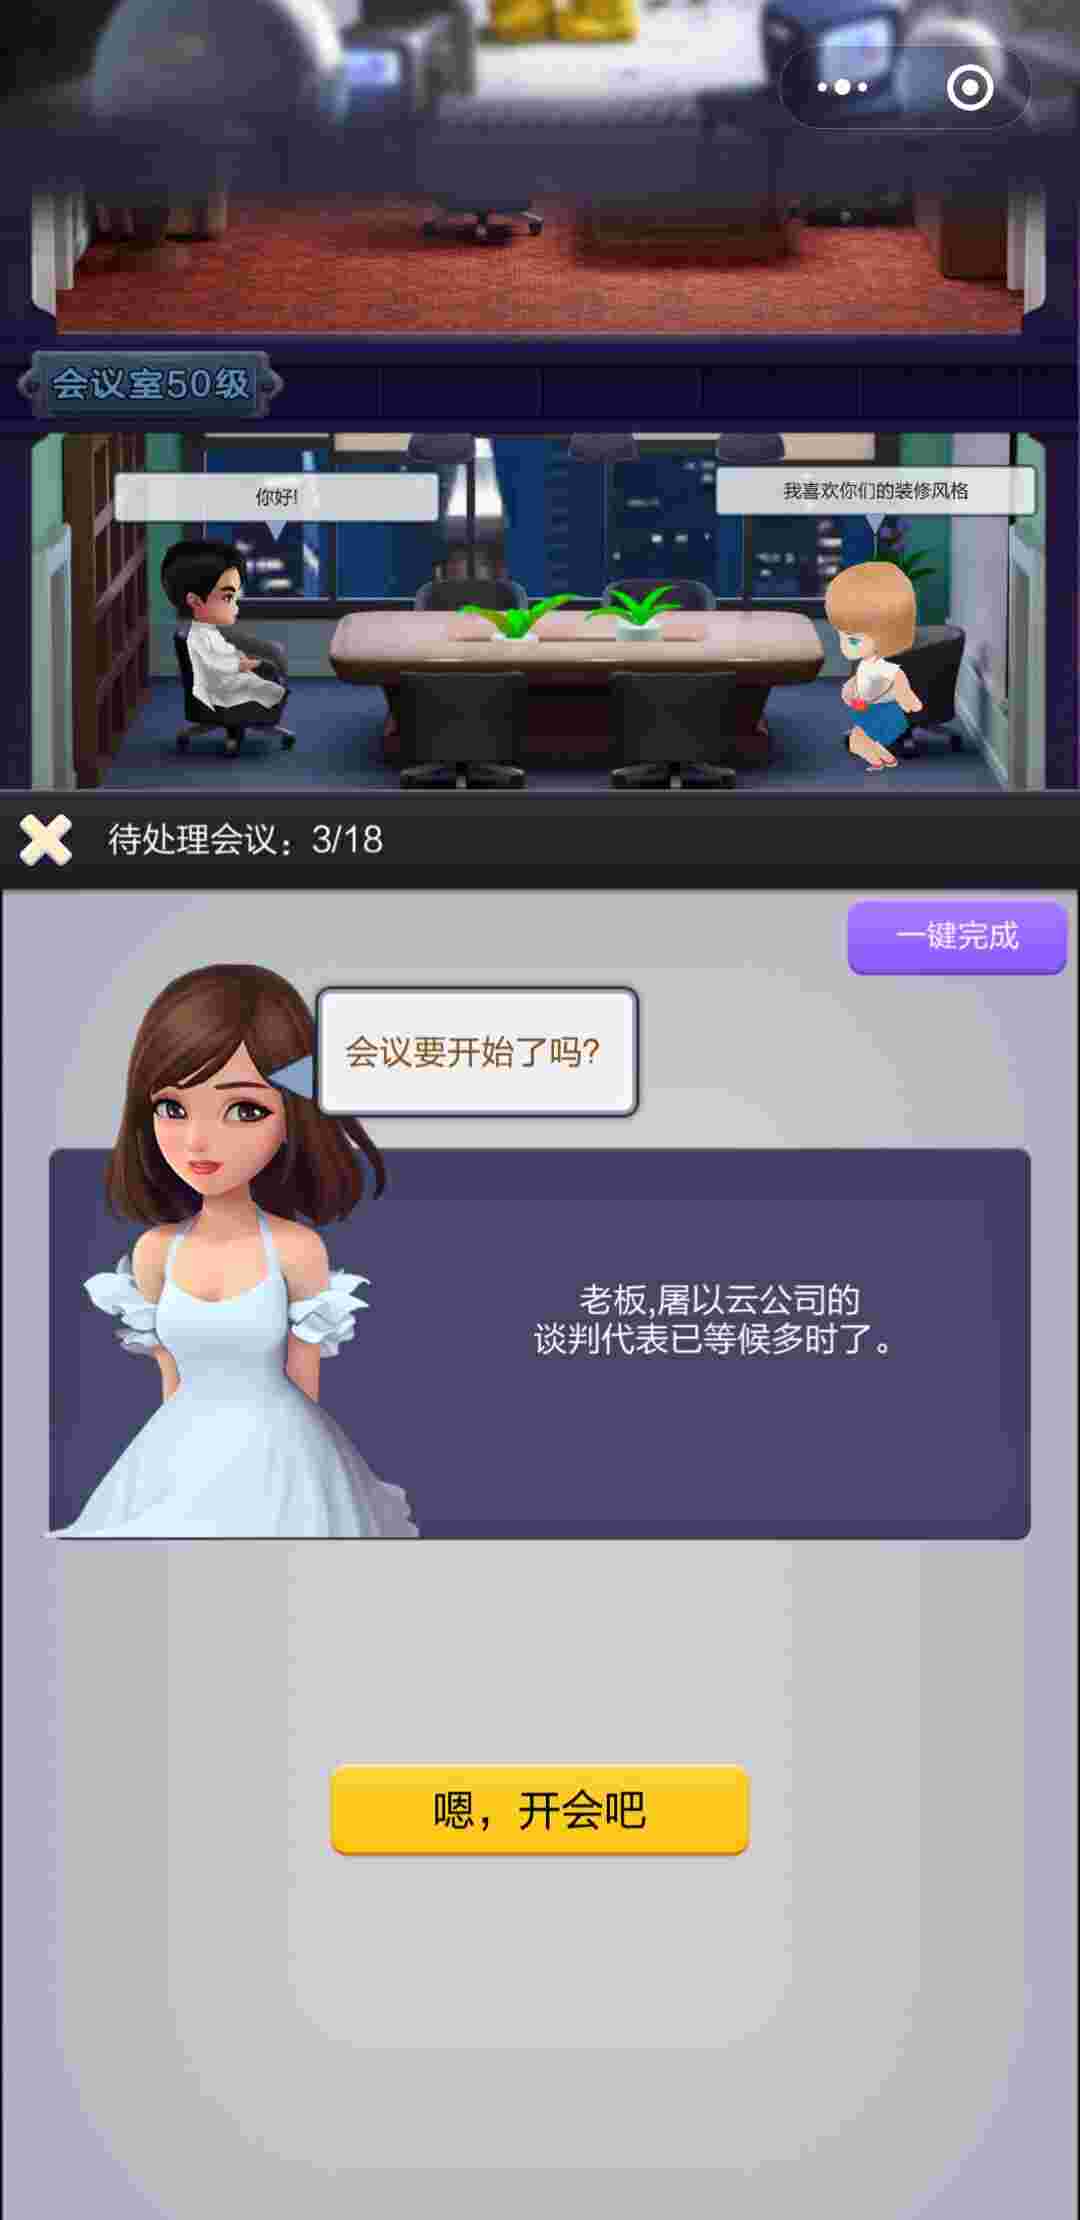 会议室50级
你好!
我喜欢你们的装修风格
待处理会议：3/18
一键完成
会议要开始了吗?
老板,屠以云公司的
谈判代表已等候多时了。
嗯，开会吧